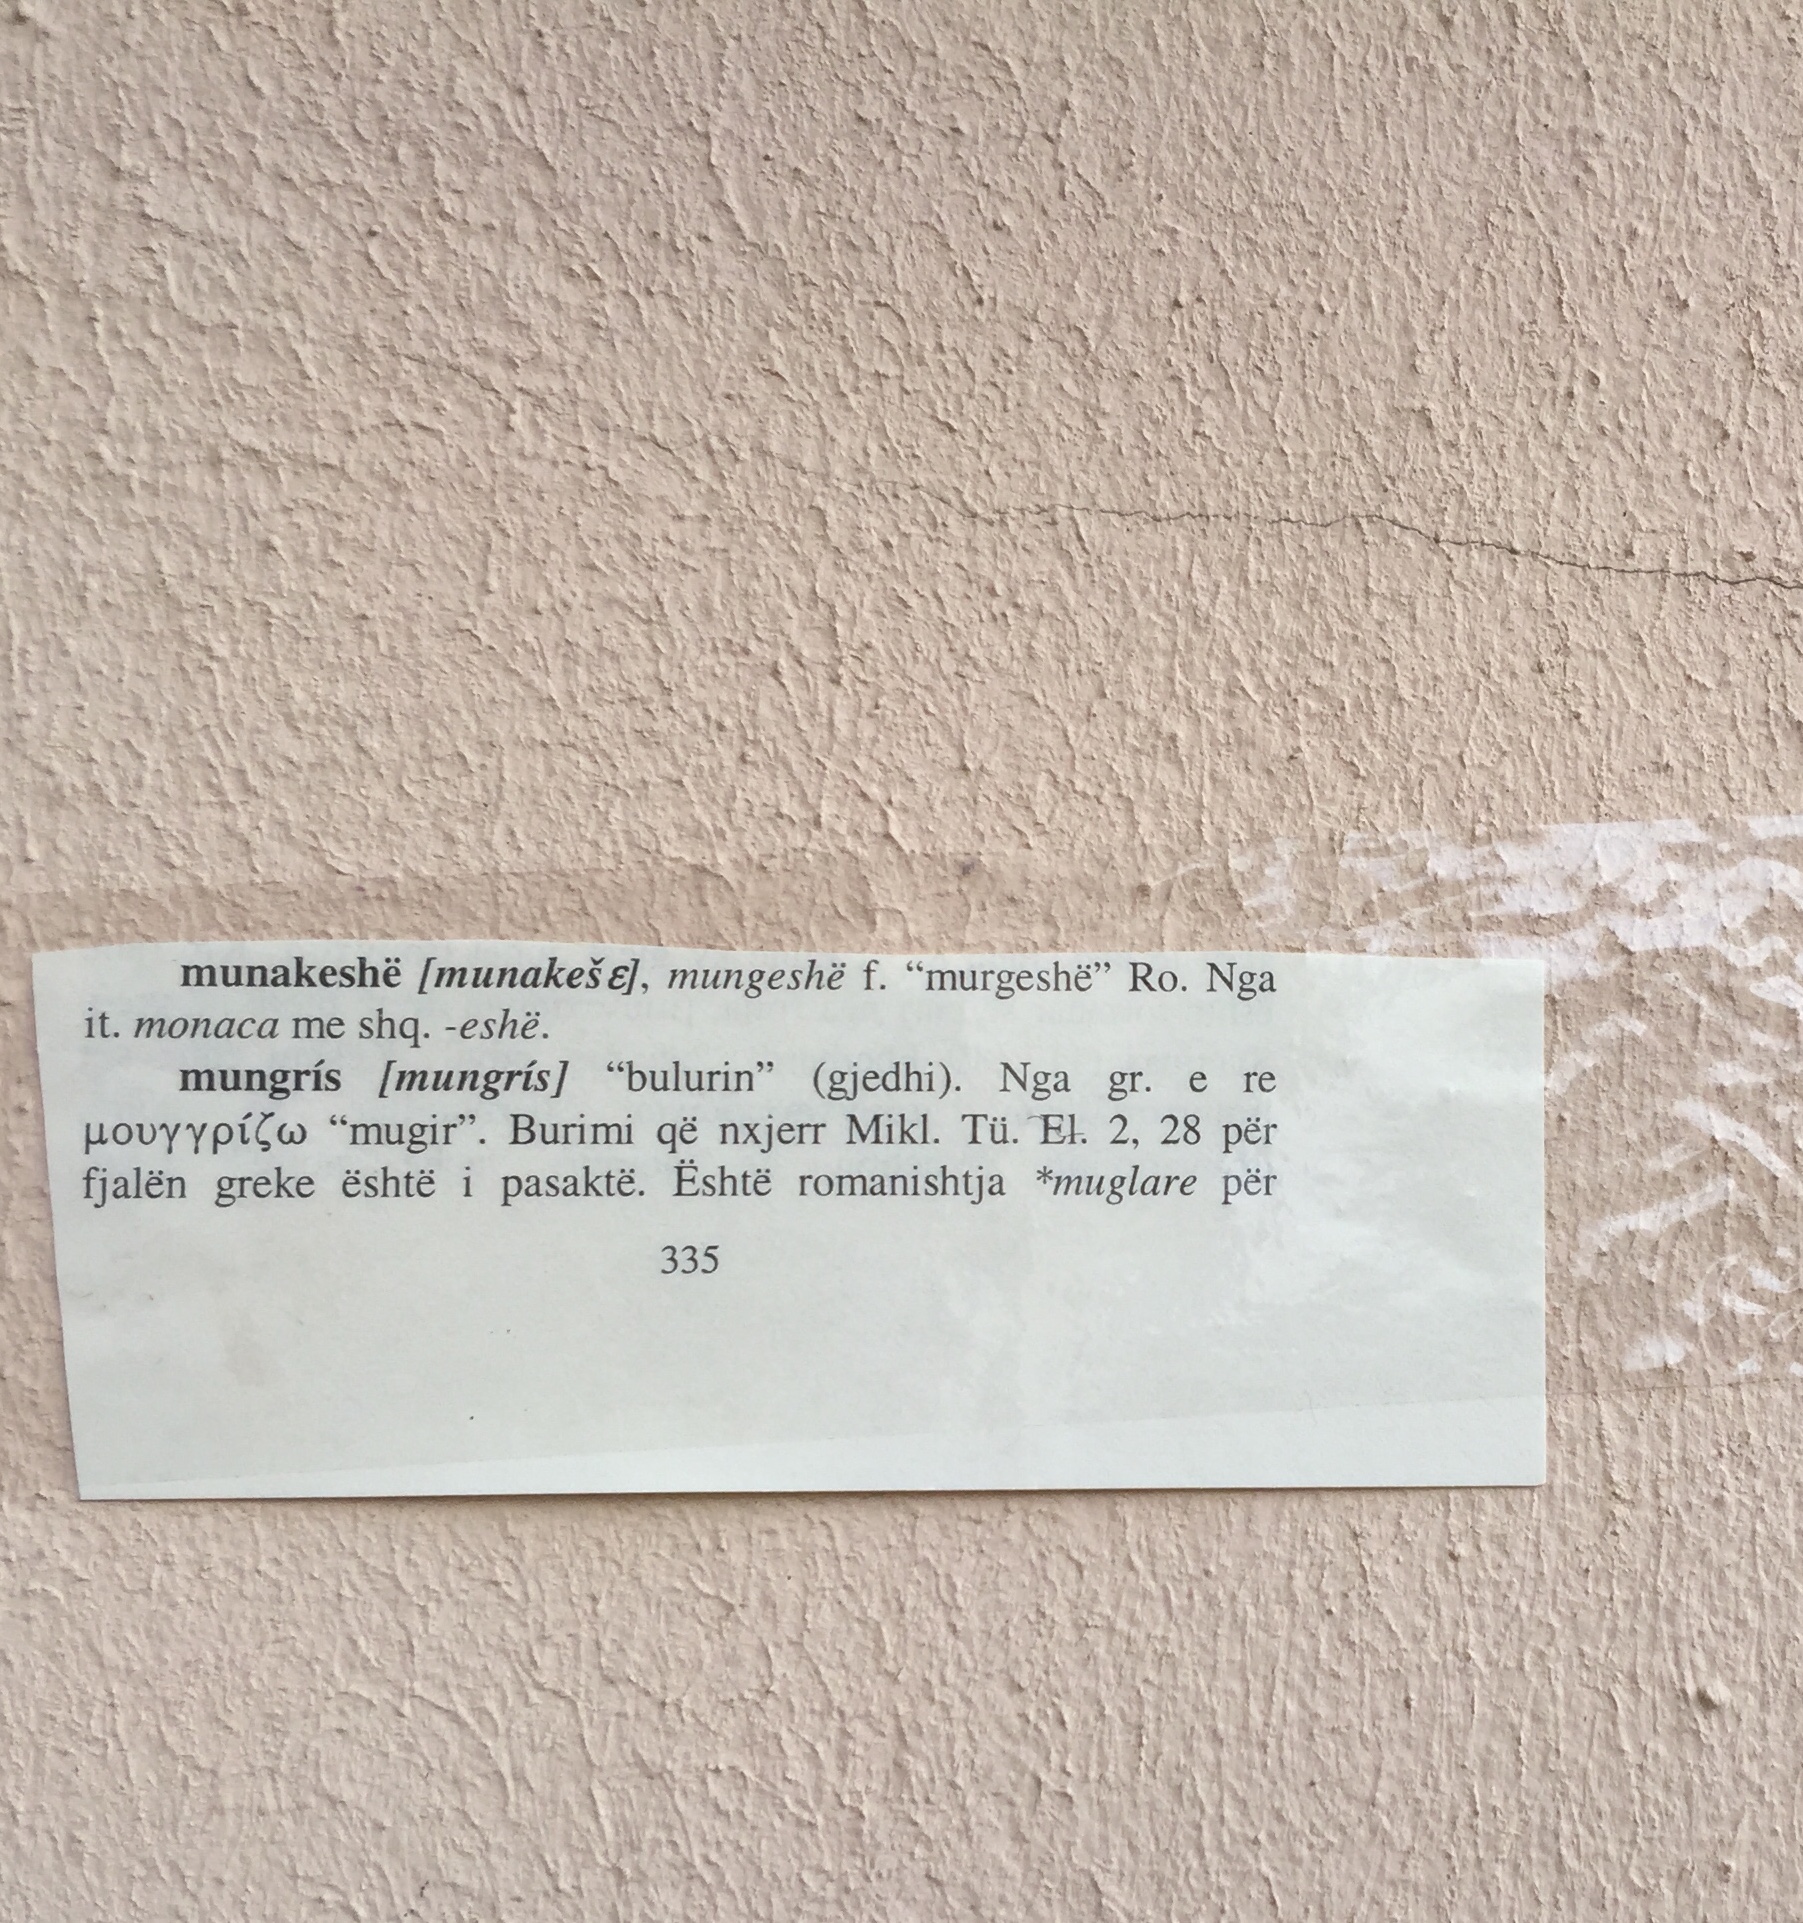 munakeshë [munakešɛ], mungeshë f. “murgeshë” Ro. Nga
it. monaca me shq. -eshë.
mungrís [mungrís] “bulurin” (gjedhi). Nga gr. e re
μουγγρίζω “mugir”. Burimi që nxjerr Mikl. Tü. El. 2, 28 për
fjalën greke është i pasaktë. Është romanishtja *muglare për
335